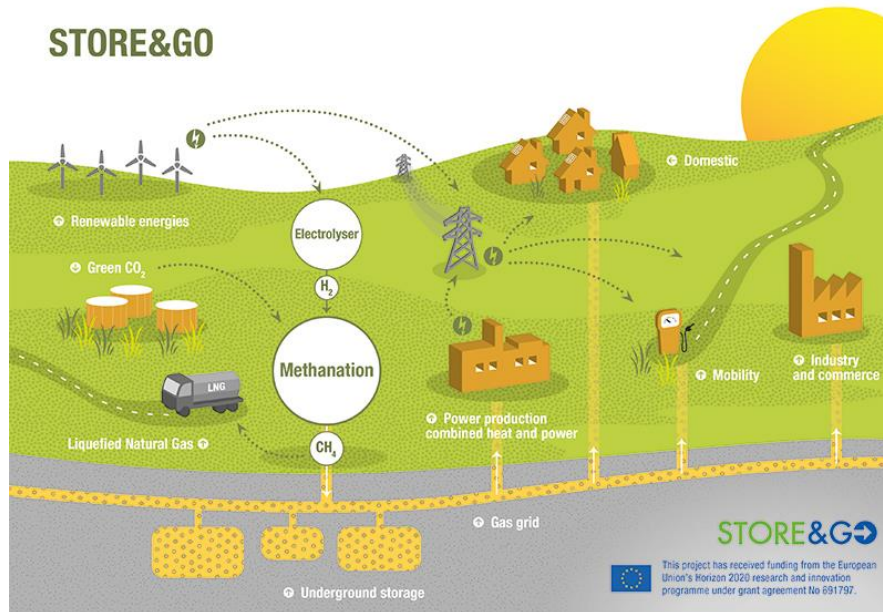 STORE&GO
Renewable energies
Green CO₂
Electrolyser
H₂
Methanation
CH₄
LNG
Liquefied Natural Gas
Domestic
Power production
combined heat and power
Mobility
Industry
and commerce
Gas grid
Underground storage
STORE&GO
This project has received funding from the European
Union's Horizon 2020 research and innovation
programme under grant agreement No 691797.